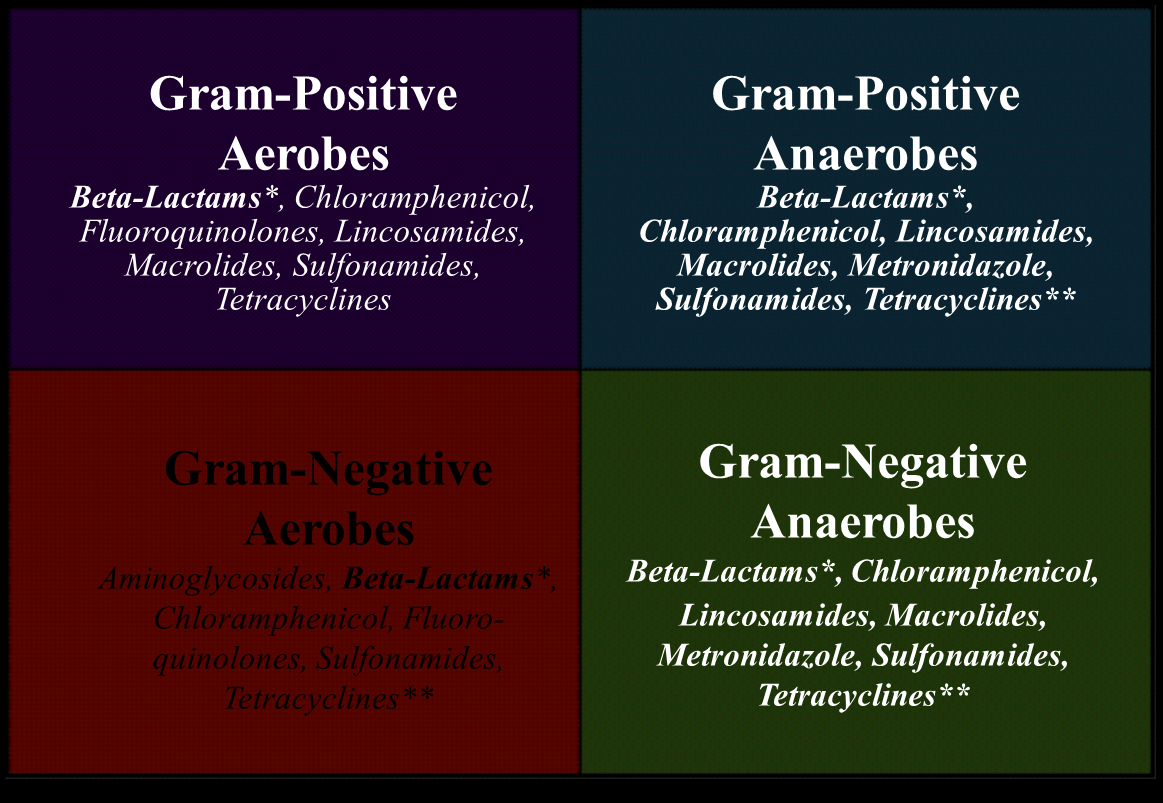 Gram-Positive
Aerobes
Beta-Lactams*, Chloramphenicol,
Fluoroquinolones, Lincosamides,
Macrolides, Sulfonamides,
Tetracyclines
Gram-Positive
Anaerobes
Beta-Lactams*,
Chloramphenicol, Lincosamides,
Macrolides, Metronidazole,
Sulfonamides, Tetracyclines**
Gram-Negative
Aerobes
Aminoglycosides, Beta-Lactams*,
Chloramphenicol, Fluoro-
quinolones, Sulfonamides,
Tetracyclines**
Gram-Negative
Anaerobes
Beta-Lactams*, Chloramphenicol,
Lincosamides, Macrolides,
Metronidazole, Sulfonamides,
Tetracyclines**